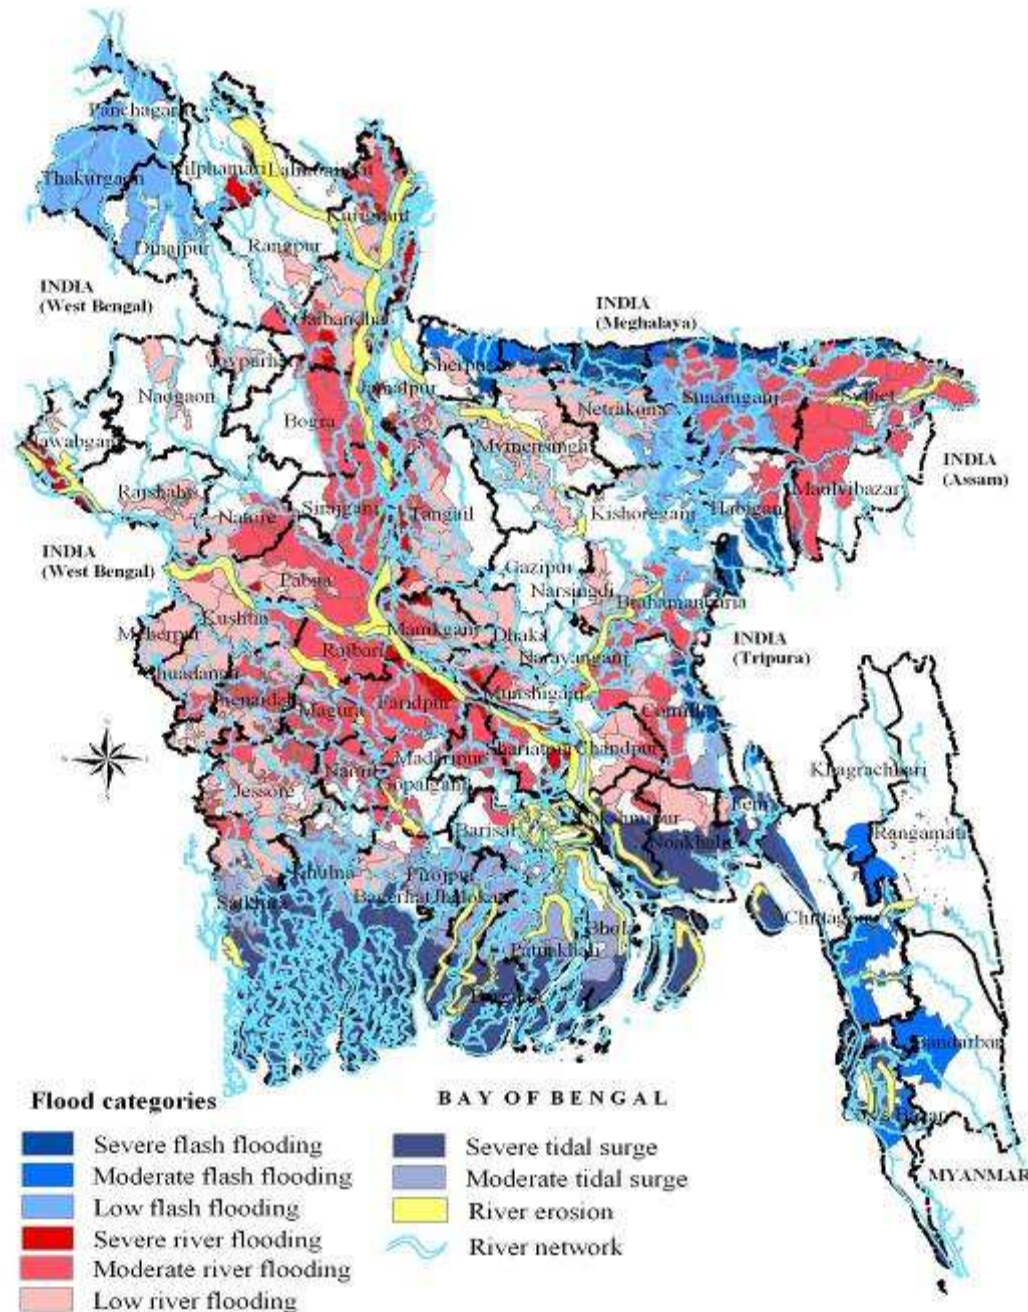 Panchagarh
Thakurgaon
Nilphamari
Lalmonirhat
Kurigram
Dinajpur
Rangpur
INDIA
(West Bengal)
INDIA
(Meghalaya)
Gaibandha
Sherpur
Joypurhat
Jamalpur
Naogaon
Netrakona
Sunamganj
Sylhet
Bogra
Mymensingh
Nawabganj
INDIA
(Assam)
Rajshahi
Maulvibazar
Natore
Sirajganj
Tangail
Kishoreganj
Habiganj
INDIA
(West Bengal)
Gazipur
Pabna
Narsingdi
Brahamanbaria
Kushtia
Meherpur
Manikganj
Dhaka
INDIA
(Tripura)
Rajbari
Narayanganj
Chuadanga
Jhenaidah
Magura
Faridpur
Munshiganj
Comilla
Shariatpur
Chandpur
Madaripur
Khagrachhari
Narail
Gopalganj
Jessore
Feni
Lakshmipur
Rangamati
Barisal
Noakhali
Khulna
Pirojpur
Satkhira
Bagerhat
Jhalokati
Chittagong
Bhola
Patuakhali
Barguna
Bandarban
Cox's Bazar
BAY OF BENGAL
MYANMAR
Flood categories
Severe flash flooding
Moderate flash flooding
Low flash flooding
Severe river flooding
Moderate river flooding
Low river flooding
Severe tidal surge
Moderate tidal surge
River erosion
River network